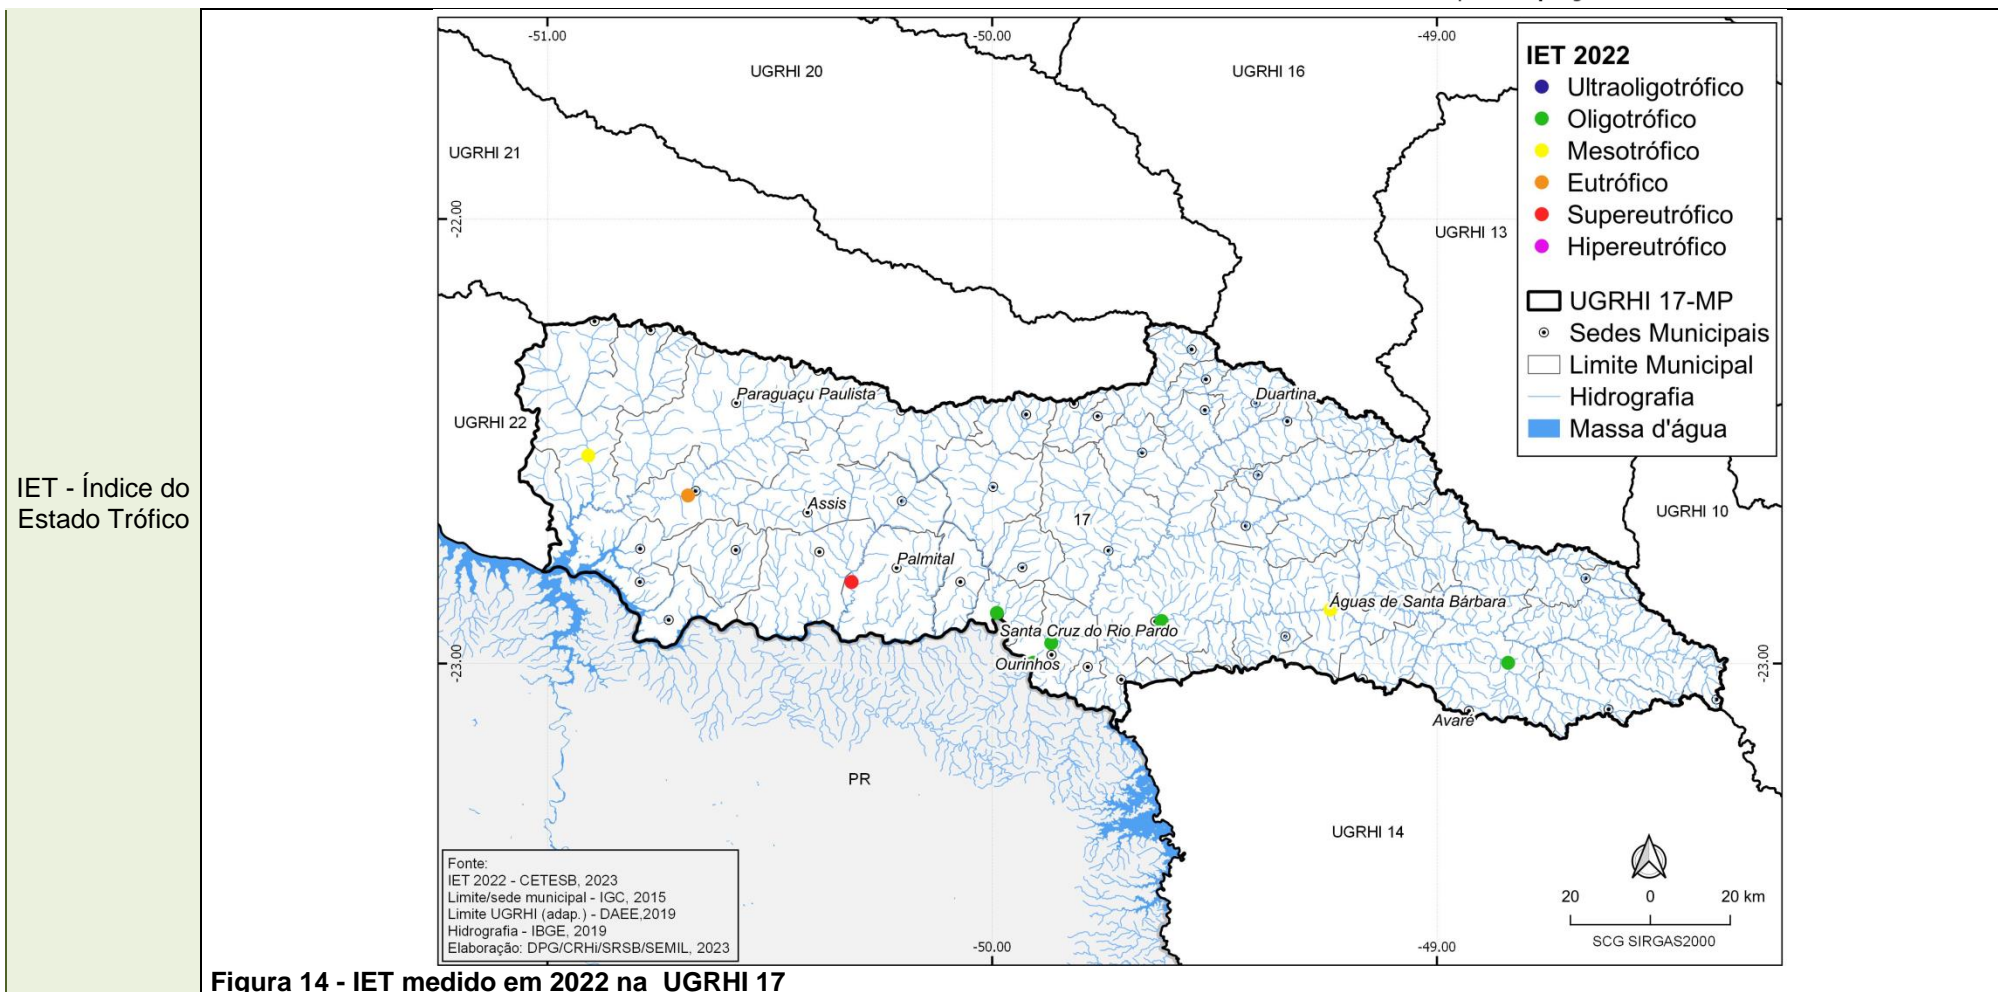 IET - Índice do
Estado Trófico
-51.00
-50.00
-49.00
UGRHI 20
UGRHI 16
UGRHI 21
UGRHI 13
-22.00
UGRHI 22
UGRHI 10
Paraguaçu Paulista
Duartina
Assis
17
Palmital
Águas de Santa Bárbara
Santa Cruz do Rio Pardo
Ourinhos
-23.00
-23.00
Avaré
PR
UGRHI 14
IET 2022
Ultraoligotrófico
Oligotrófico
Mesotrófico
Eutrófico
Supereutrófico
Hipereutrófico
UGRHI 17-MP
Sedes Municipais
Limite Municipal
Hidrografia
Massa d'água
Fonte:
IET 2022 - CETESB, 2023
Limite/sede municipal - IGC, 2015
Limite UGRHI (adap.) - DAEE,2019
Hidrografia - IBGE, 2019
Elaboração: DPG/CRHi/SRSB/SEMIL, 2023
-50.00
-49.00
20 0 20 km
SCG SIRGAS2000
Figura 14 - IET medido em 2022 na UGRHI 17